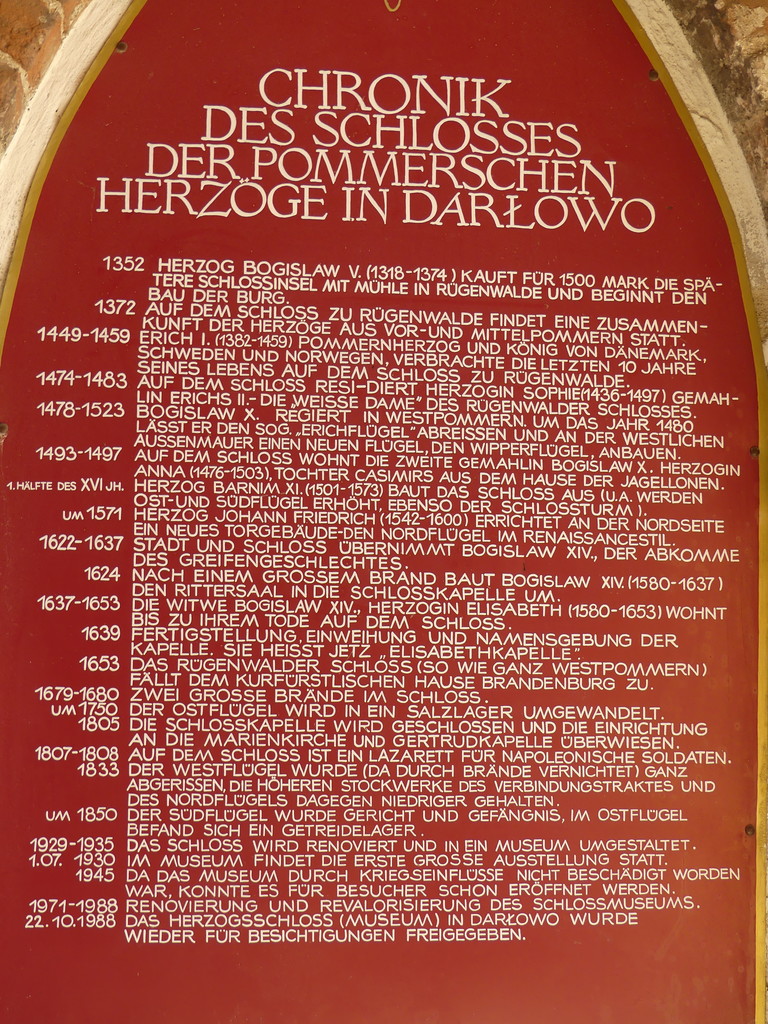 CHRONIK
DES SCHLOSSES
DER POMMERSCHEN
HERZÖGE IN DARŁOWO
1352 HERZOG BOGISLAW V. (1318-1374) KAUFT FÜR 1500 MARK DIE SPÄ-
TERE SCHLOSSINSEL MIT MÜHLE IN RÜGENWALDE UND BEGINNT DEN
BAU DER BURG.
1372 AUF DEM SCHLOSS ZU RÜGENWALDE FINDET EINE ZUSAMMEN-
KUNFT DER HERZÖGE AUS VOR-UND MITTELPOMMERN STATT.
1449-1459 ERICH I. (1382-1459) POMMERNHERZOG UND KÖNIG VON DÄNEMARK,
SCHWEDEN UND NORWEGEN, VERBRACHTE DIE LETZTEN 10 JAHRE
SEINES LEBENS AUF DEM SCHLOSS ZU RÜGENWALDE.
1474-1483 AUF DEM SCHLOSS RESI-DIERT HERZOGIN SOPHIE(1436-1497) GEMAH-
LIN ERICHS II.- DIE „WEISSE DAME" DES RÜGENWALDER SCHLOSSES.
1478-1523 BOGISLAW X. REGIERT IN WESTPOMMERN. UM DAS JAHR 1480
LÄSST ER DEN SOG. „ERICHFLÜGEL" ABREISSEN UND AN DER WESTLICHEN
AUSSENMAUER EINEN NEUEN FLÜGEL, DEN WIPPERFLÜGEL, ANBAUEN.
1493-1497 AUF DEM SCHLOSS WOHNT DIE ZWEITE GEMAHLIN BOGISLAW X. HERZOGIN
ANNA (1476-1503), TOCHTER CASIMIRS AUS DEM HAUSE DER JAGELLONEN.
1. HÄLFTE DES XVI JH. HERZOG BARNIM XI. (1501-1573) BAUT DAS SCHLOSS AUS (U.A. WERDEN
OST-UND SÜDFLÜGEL ERHÖHT, EBENSO DER SCHLOSSTURM).
UM 1571 HERZOG JOHANN FRIEDRICH (1542-1600) ERRICHTET AN DER NORDSEITE
EIN NEUES TORGEBÄUDE-DEN NORDFLÜGEL IM RENAISSANCESTIL.
1622-1637 STADT UND SCHLOSS ÜBERNIMMT BOGISLAW XIV., DER ABKOMME
DES GREIFENGESCHLECHTES.
1624 NACH EINEM GROSSEM BRAND BAUT BOGISLAW XIV. (1580-1637)
DEN RITTERSAAL IN DIE SCHLOSSKAPELLE UM.
1637-1653 DIE WITWE BOGISLAW XIV., HERZOGIN ELISABETH (1580-1653) WOHNT
BIS ZU IHREM TODE AUF DEM SCHLOSS.
1639 FERTIGSTELLUNG, EINWEIHUNG UND NAMENSGEBUNG DER
KAPELLE. SIE HEISST JETZ „ELISABETHKAPELLE".
1653 DAS RÜGENWALDER SCHLOSS (SO WIE GANZ WESTPOMMERN)
FÄLLT DEM KURFÜRSTLICHEN HAUSE BRANDENBURG ZU.
1679-1680 ZWEI GROSSE BRÄNDE IM SCHLOSS.
UM 1750 DER OSTFLÜGEL WIRD IN EIN SALZLAGER UMGEWANDELT.
1805 DIE SCHLOSSKAPELLE WIRD GESCHLOSSEN UND DIE EINRICHTUNG
AN DIE MARIENKIRCHE UND GERTRUDKAPELLE ÜBERWIESEN.
1807-1808 AUF DEM SCHLOSS IST EIN LAZARETT FÜR NAPOLEONISCHE SOLDATEN.
1833 DER WESTFLÜGEL WURDE (DA DURCH BRÄNDE VERNICHTET) GANZ
ABGERISSEN, DIE HÖHEREN STOCKWERKE DES VERBINDUNGSTRAKTES UND
DES NORDFLÜGELS DAGEGEN NIEDRIGER GEHALTEN.
UM 1850 DER SÜDFLÜGEL WURDE GERICHT UND GEFÄNGNIS, IM OSTFLÜGEL
BEFAND SICH EIN GETREIDELAGER.
1929-1935 DAS SCHLOSS WIRD RENOVIERT UND IN EIN MUSEUM UMGESTALTET.
1.07. 1930 IM MUSEUM FINDET DIE ERSTE GROSSE AUSSTELLUNG STATT.
1945 DA DAS MUSEUM DURCH KRIEGSEINFLÜSSE NICHT BESCHÄDIGT WORDEN
WAR, KONNTE ES FÜR BESUCHER SCHON ERÖFFNET WERDEN.
1971-1988 RENOVIERUNG UND REVALORISIERUNG DES SCHLOSSMUSEUMS.
22.10.1988 DAS HERZOGSSCHLOSS (MUSEUM) IN DARŁOWO WURDE
WIEDER FÜR BESICHTIGUNGEN FREIGEGEBEN.